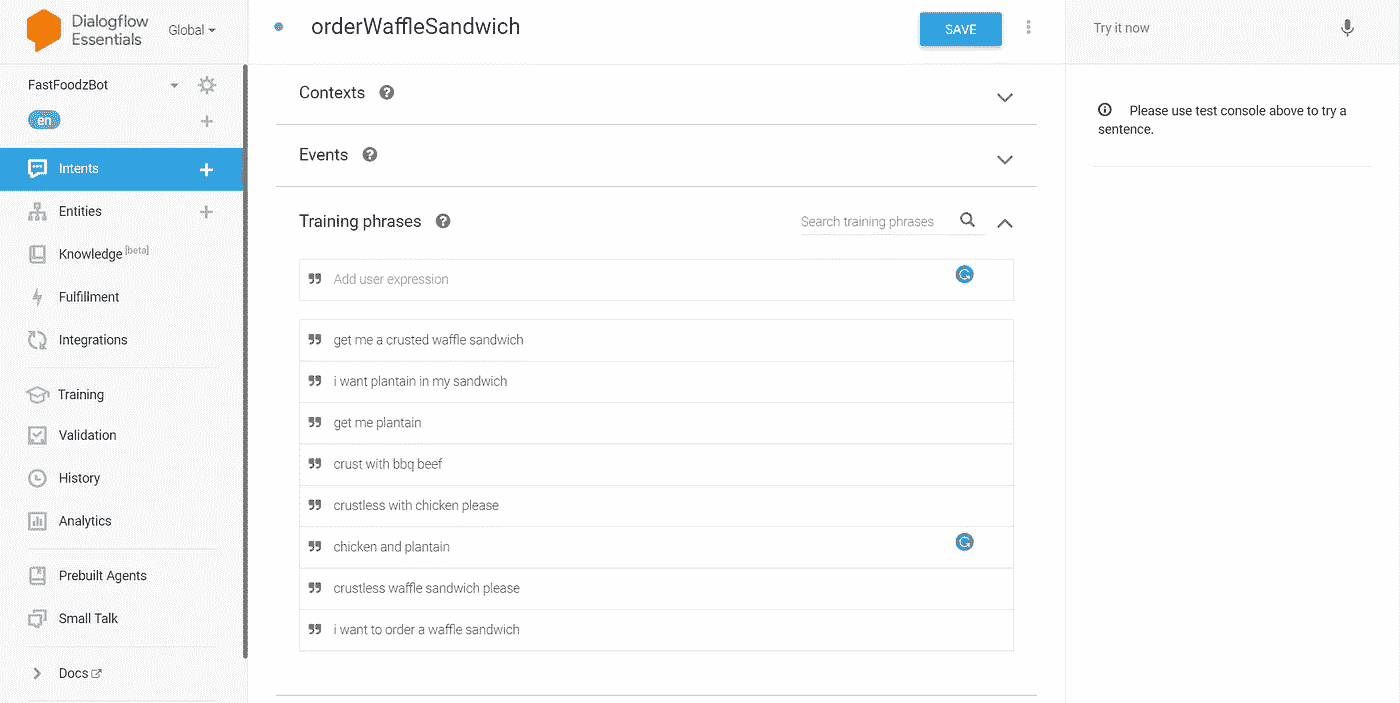 Dialogflow
Essentials
Global
orderWaffleSandwich
SAVE
Try it now
FastFoodzBot
en
Intents
Entities
Knowledge [beta]
Fulfillment
Integrations
Training
Validation
History
Analytics
Prebuilt Agents
Small Talk
Docs
Contexts
Events
Training phrases
Search training phrases
Add user expression
get me a crusted waffle sandwich
i want plantain in my sandwich
get me plantain
crust with bbq beef
crustless with chicken please
chicken and plantain
crustless waffle sandwich please
i want to order a waffle sandwich
Please use test console above to try a
sentence.